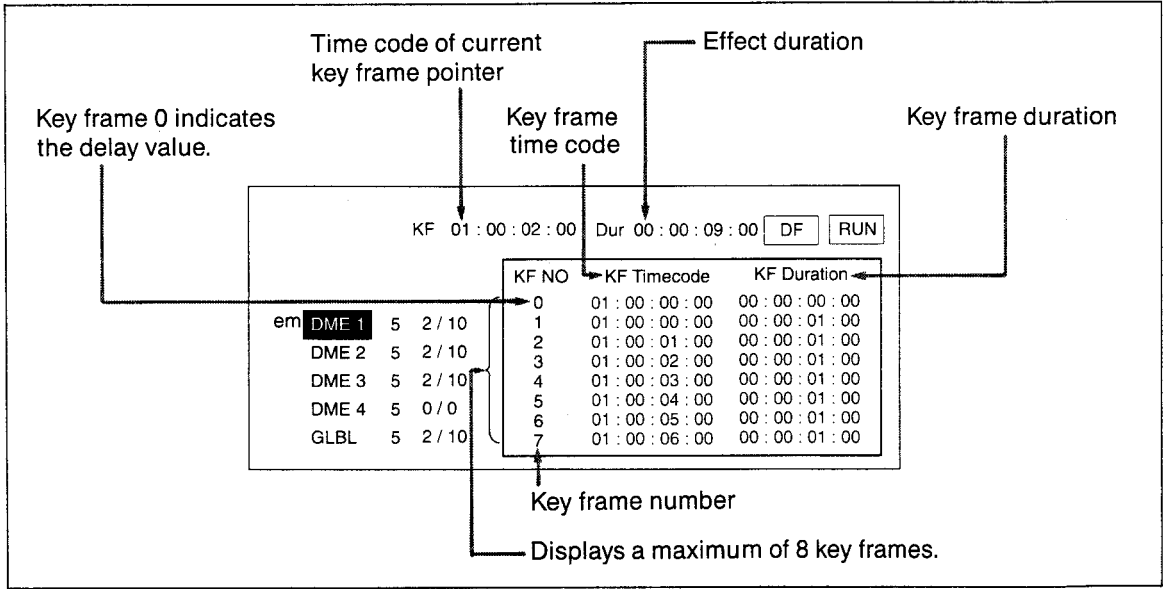 Time code of current
key frame pointer
Effect duration
Key frame 0 indicates
the delay value.
Key frame
time code
Key frame duration
KF 01 : 00 : 02 : 00 Dur 00 : 00 : 09 : 00 DF RUN
KF NO KF Timecode KF Duration
0 01 : 00 : 00 : 00 00 : 00 : 00 : 00
1 01 : 00 : 00 : 00 00 : 00 : 01 : 00
2 01 : 00 : 01 : 00 00 : 00 : 01 : 00
3 01 : 00 : 02 : 00 00 : 00 : 01 : 00
4 01 : 00 : 03 : 00 00 : 00 : 01 : 00
5 01 : 00 : 04 : 00 00 : 00 : 01 : 00
6 01 : 00 : 05 : 00 00 : 00 : 01 : 00
7 01 : 00 : 06 : 00 00 : 00 : 01 : 00
em DME 1 5 2 / 10
DME 2 5 2 / 10
DME 3 5 2 / 10
DME 4 5 0 / 0
GLBL 5 2 / 10
Key frame number
Displays a maximum of 8 key frames.